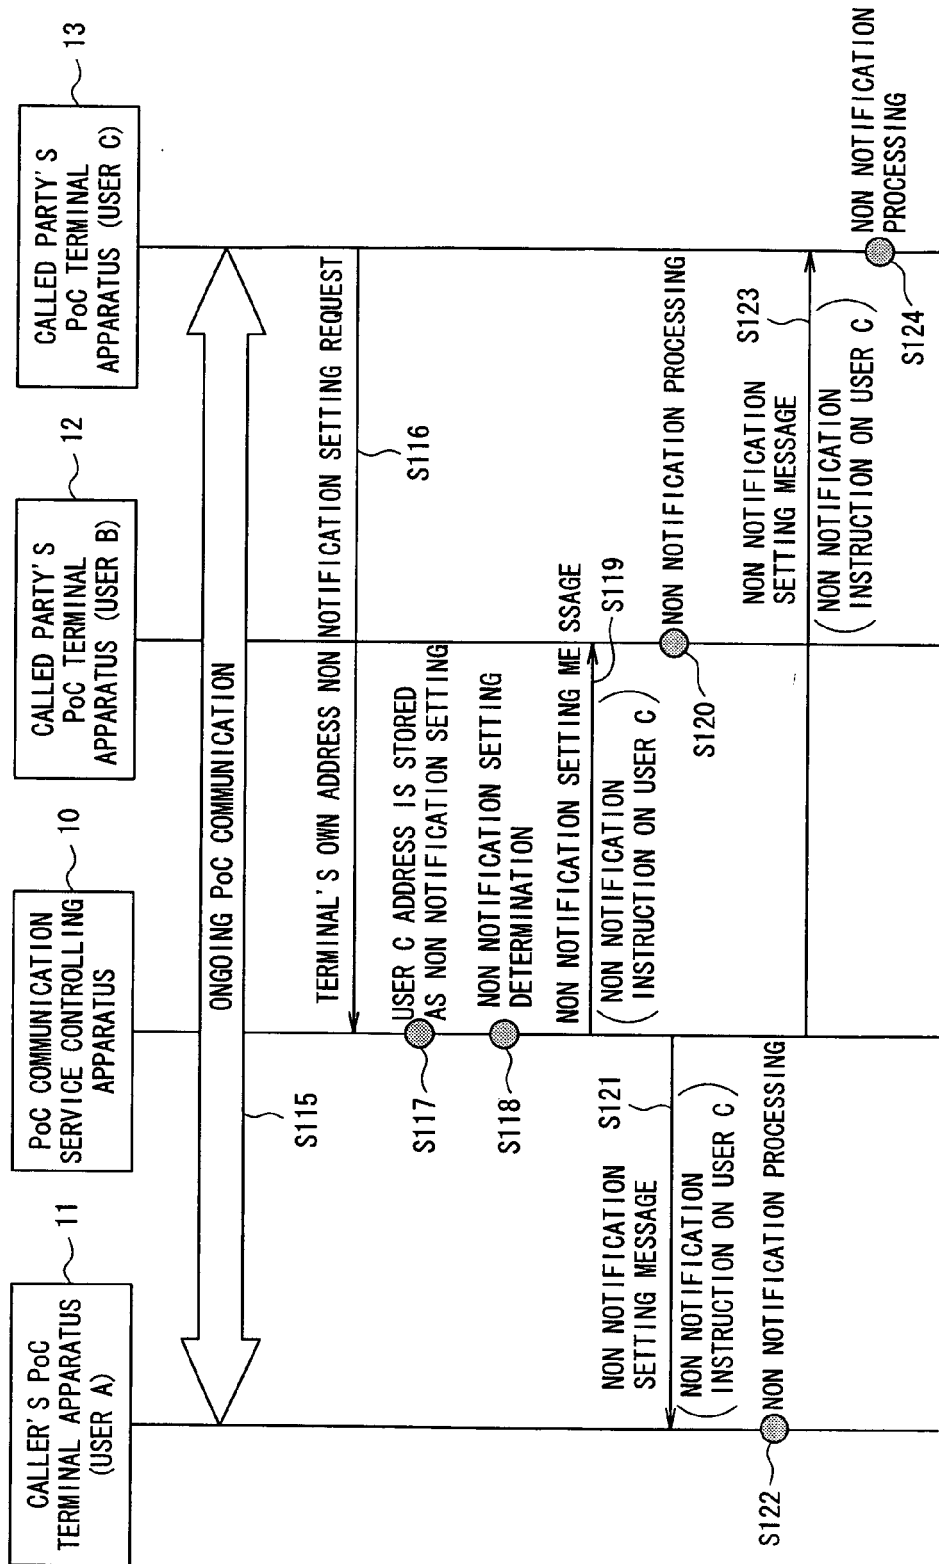 CALLER'S PoC
TERMINAL APPARATUS
(USER A)
11
PoC COMMUNICATION
SERVICE CONTROLLING
APPARATUS
10
CALLED PARTY'S
PoC TERMINAL
APPARATUS (USER B)
12
CALLED PARTY'S
PoC TERMINAL
APPARATUS (USER C)
13
ONGOING PoC COMMUNICATION
S115
TERMINAL'S OWN ADDRESS NON NOTIFICATION SETTING REQUEST
S116
USER C ADDRESS IS STORED
AS NON NOTIFICATION SETTING
S117
NON NOTIFICATION SETTING
DETERMINATION
S118
NON NOTIFICATION SETTING ME SSAGE
S119
(NON NOTIFICATION
INSTRUCTION ON USER C)
NON NOTIFICATION PROCESSING
S120
NON NOTIFICATION
SETTING MESSAGE
S121
(NON NOTIFICATION
INSTRUCTION ON USER C)
NON NOTIFICATION PROCESSING
S122
NON NOTIFICATION
SETTING MESSAGE
S123
(NON NOTIFICATION
INSTRUCTION ON USER C)
NON NOTIFICATION
PROCESSING
S124